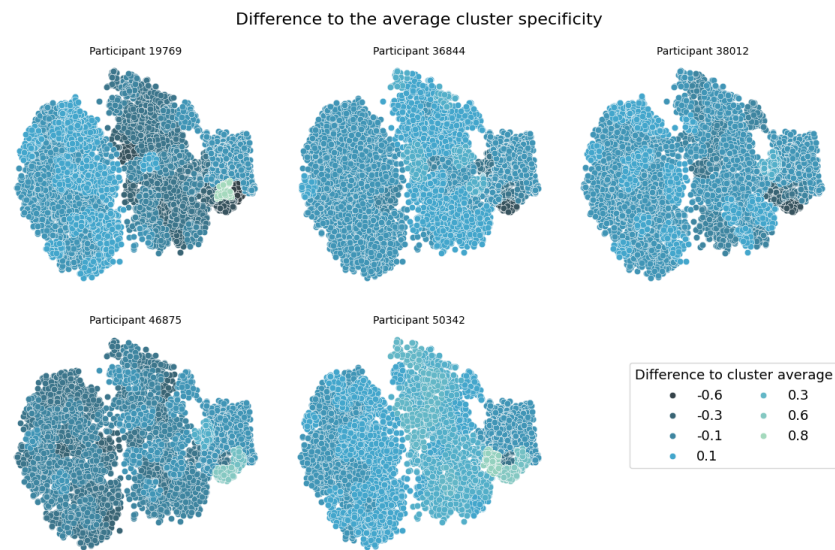 Difference to the average cluster specificity
Participant 19769
Participant 36844
Participant 38012
Participant 46875
Participant 50342
Difference to cluster average
-0.6
-0.3
-0.1
0.1
0.3
0.6
0.8